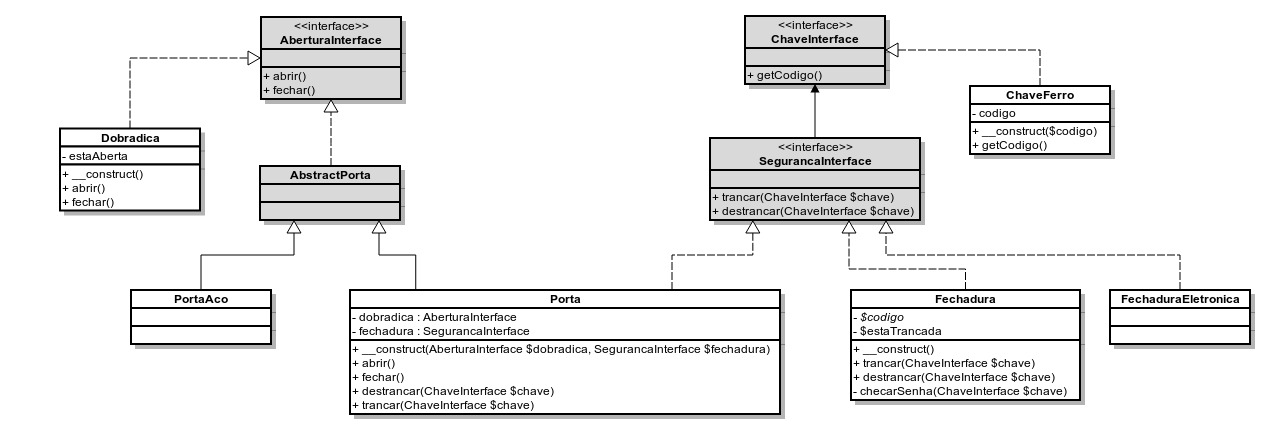 <<interface>>
AberturaInterface
+ abrir()
+ fechar()
<<interface>>
ChaveInterface
+ getCodigo()
ChaveFerro
- codigo
+ __construct($codigo)
+ getCodigo()
Dobradica
- estaAberta
+ __construct()
+ abrir()
+ fechar()
AbstractPorta
<<interface>>
SegurancaInterface
+ trancar(ChaveInterface $chave)
+ destrancar(ChaveInterface $chave)
PortaAco
Porta
- dobradica : AberturaInterface
- fechadura : SegurancaInterface
+ __construct(AberturaInterface $dobradica, SegurancaInterface $fechadura)
+ abrir()
+ fechar()
+ destrancar(ChaveInterface $chave)
+ trancar(ChaveInterface $chave)
Fechadura
- $codigo
- $estaTrancada
+ __construct()
+ trancar(ChaveInterface $chave)
+ destrancar(ChaveInterface $chave)
- checarSenha(ChaveInterface $chave)
FechaduraEletronica